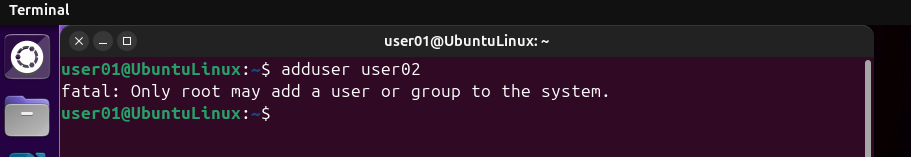 Terminal
user01@UbuntuLinux: ~
user01@UbuntuLinux:~$ adduser user02
fatal: Only root may add a user or group to the system.
user01@UbuntuLinux:~$